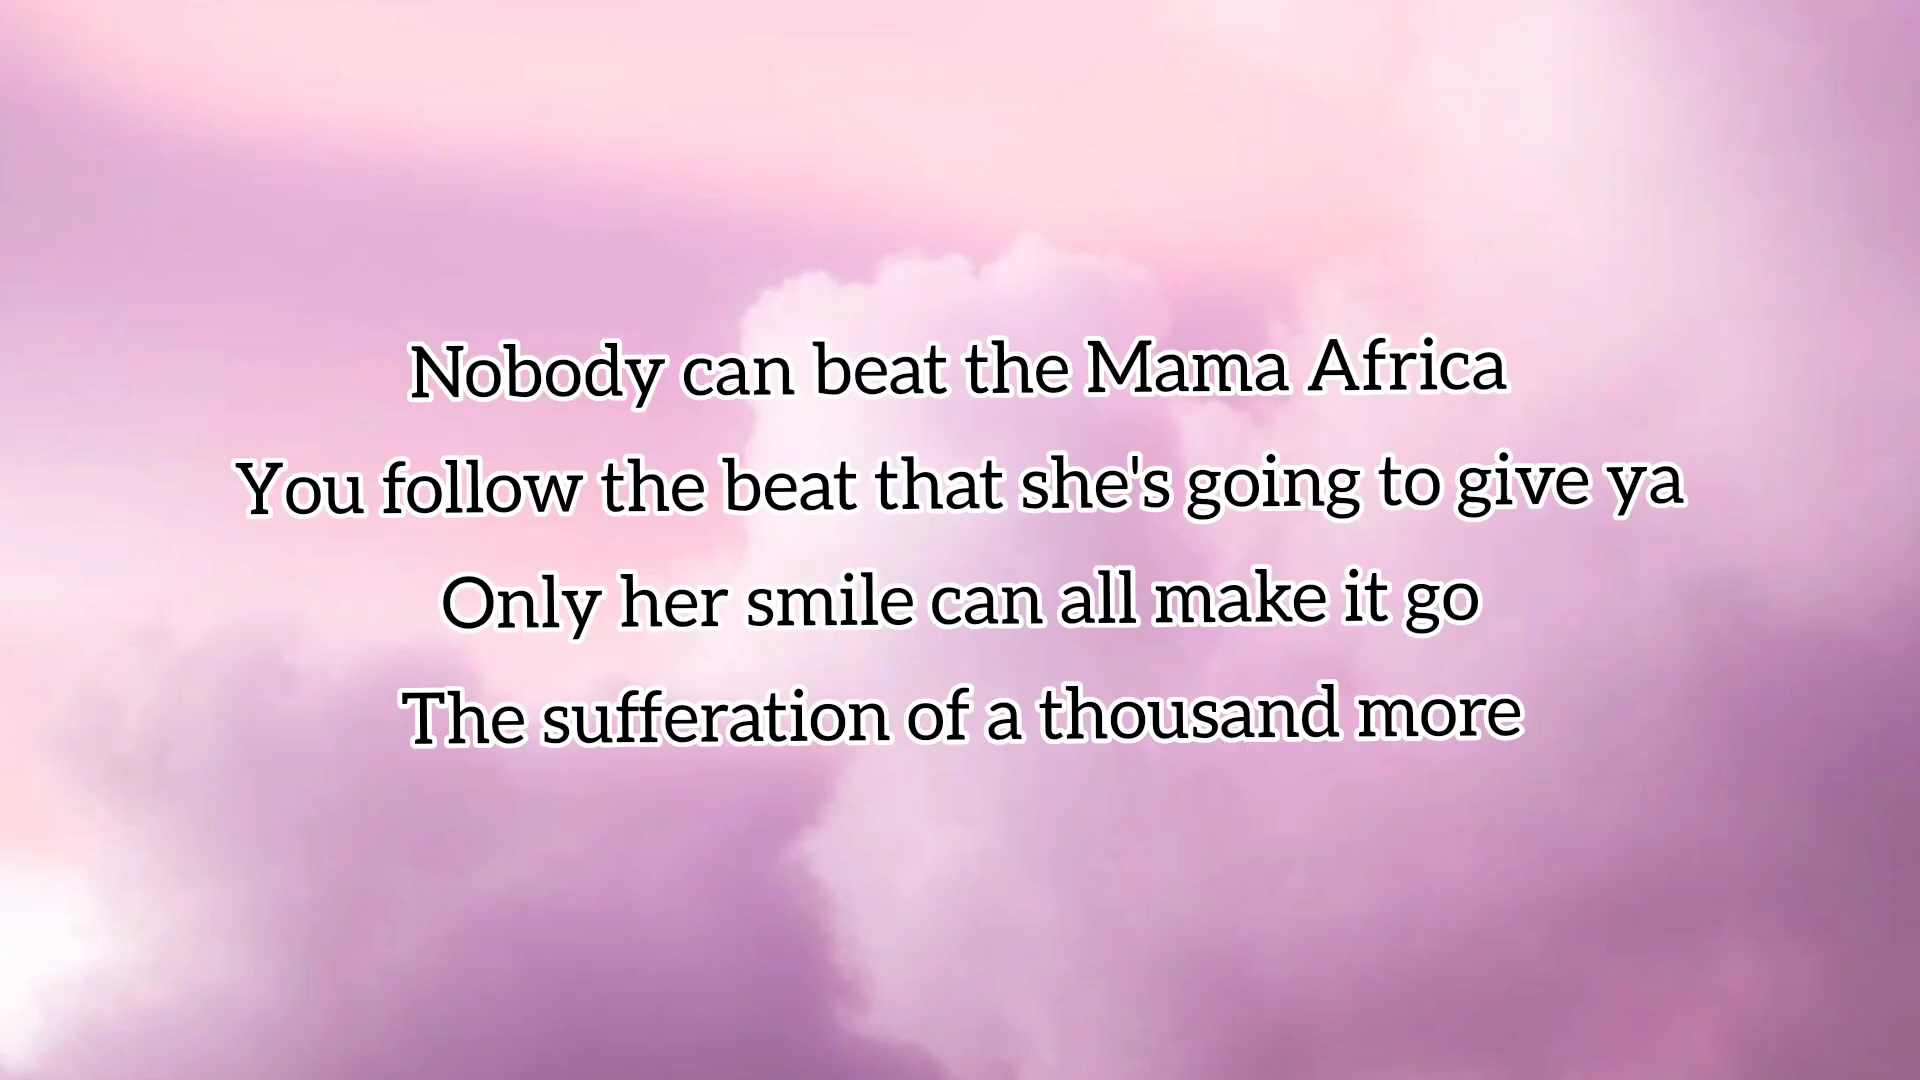 Nobody can beat the Mama Africa
You follow the beat that she's going to give ya
Only her smile can all make it go
The sufferation of a thousand more